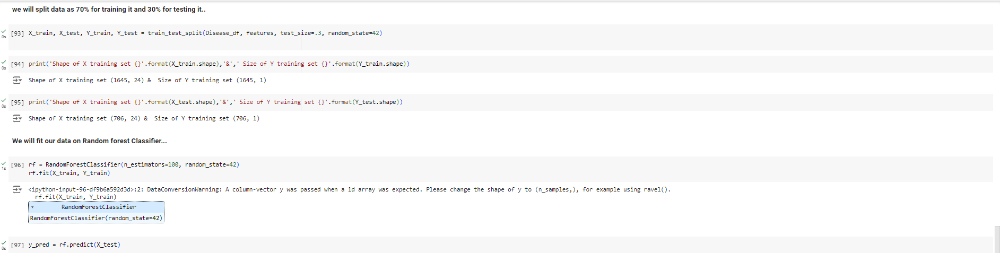 we will split data as 70% for training it and 30% for testing it..
[93] X_train, X_test, Y_train, Y_test = train_test_split(Disease_df, features, test_size=.3, random_state=42)
0s
[94] print('Shape of X training set {}'.format(X_train.shape),'&',' Size of Y training set {}'.format(Y_train.shape))
0s
Shape of X training set (1645, 24) &  Size of Y training set (1645, 1)
[95] print('Shape of X training set {}'.format(X_test.shape),'&',' Size of Y training set {}'.format(Y_test.shape))
0s
Shape of X training set (706, 24) &  Size of Y training set (706, 1)
We will fit our data on Random forest Classifier...
[96] rf = RandomForestClassifier(n_estimators=100, random_state=42)
1s
rf.fit(X_train, Y_train)
<ipython-input-96-df9b6a592d3d>:2: DataConversionWarning: A column-vector y was passed when a 1d array was expected. Please change the shape of y to (n_samples,), for example using ravel().
rf.fit(X_train, Y_train)
RandomForestClassifier
RandomForestClassifier(random_state=42)
[97] y_pred = rf.predict(X_test)
0s